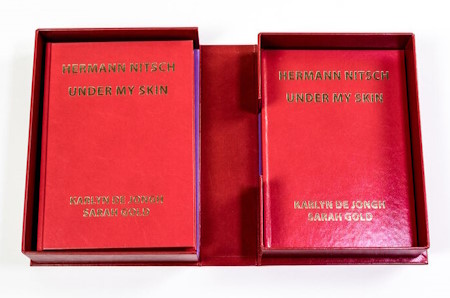 HERMANN NITSCH
UNDER MY SKIN
KARLYN DE JONGH
SARAH GOLD
HERMANN NITSCH
UNDER MY SKIN
KARLYN DE JONGH
SARAH GOLD